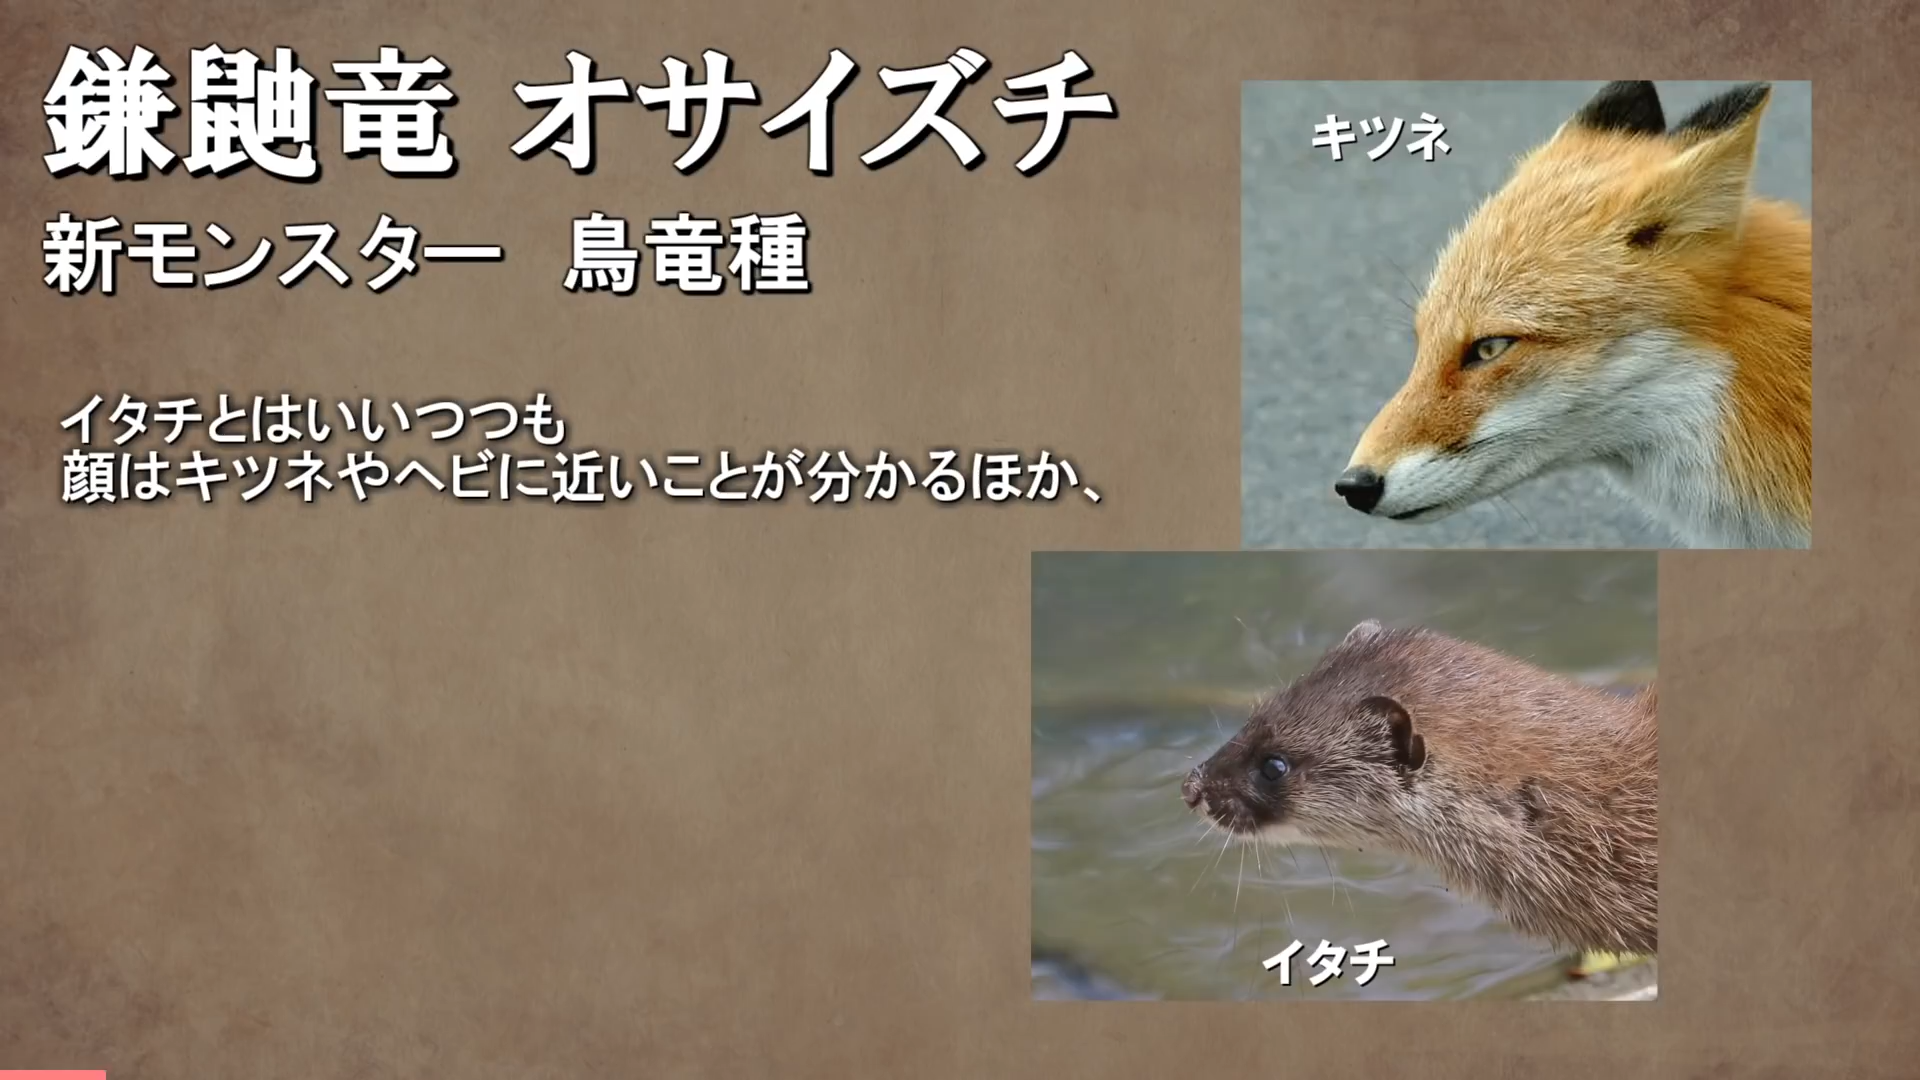 鎌鼬竜 オサイズチ
新モンスター　鳥竜種
イタチとはいいつつも
顔はキツネやヘビに近いことが分かるほか、
キツネ
イタチ